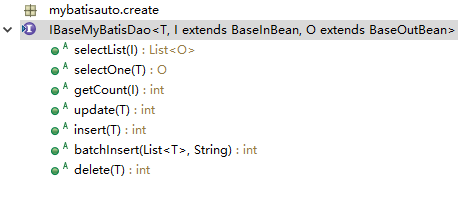 mybatisauto.create
IBaseMyBatisDao<T, I extends BaseInBean, O extends BaseOutBean>
selectList(I) : List<O>
selectOne(T) : O
getCount(I) : int
update(T) : int
insert(T) : int
batchInsert(List<T>, String) : int
delete(T) : int